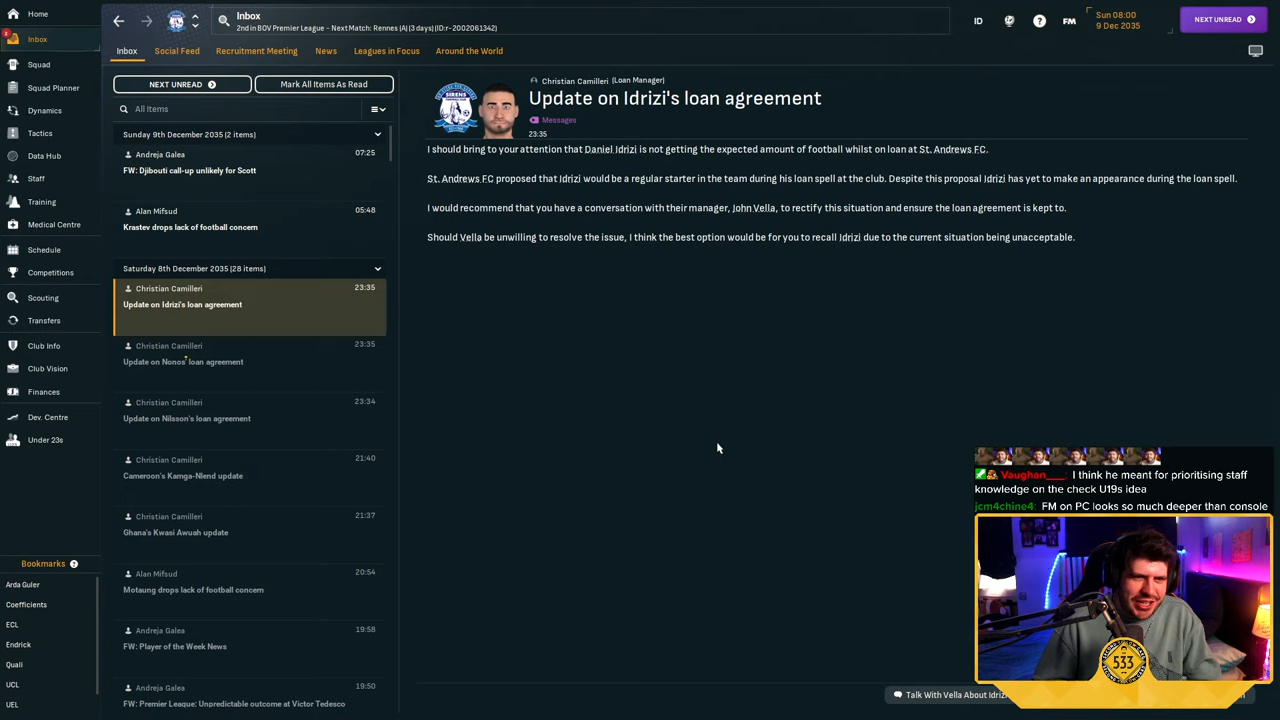 Home
Inbox
Squad
Squad Planner
Dynamics
Tactics
Data Hub
Staff
Training
Medical Centre
Schedule
Competitions
Scouting
Transfers
Club Info
Club Vision
Finances
Dev. Centre
Under 23s
Bookmarks
Arda Guler
Coefficients
ECL
Endrick
Quali
UCL
UEL
Inbox
2nd in BOV Premier League - Next Match: Rennes (A) (3 days) (ID:r-2002061342)
ID
FM
Sun 08:00
9 Dec 2035
NEXT UNREAD
Inbox
Social Feed
Recruitment Meeting
News
Leagues in Focus
Around the World
NEXT UNREAD
Mark All Items As Read
All Items
Sunday 9th December 2035 (2 items)
Andreja Galea 07:25
FW: Djibouti call-up unlikely for Scott
Alan Mifsud 05:48
Krastev drops lack of football concern
Saturday 8th December 2035 (28 items)
Christian Camilleri 23:35
Update on Idrizi's loan agreement
Christian Camilleri 23:35
Update on Nonos' loan agreement
Christian Camilleri 23:34
Update on Nilsson's loan agreement
Christian Camilleri 21:40
Cameroon's Kamga-Nlend update
Christian Camilleri 21:37
Ghana's Kwasi Awuah update
Alan Mifsud 20:54
Motaung drops lack of football concern
Andreja Galea 19:58
FW: Player of the Week News
Andreja Galea 19:50
FW: Premier League: Unpredictable outcome at Victor Tedesco
SIRENS
Christian Camilleri (Loan Manager)
Update on Idrizi's loan agreement
Messages
23:35
I should bring to your attention that Daniel Idrizi is not getting the expected amount of football whilst on loan at St. Andrews FC.
St. Andrews FC proposed that Idrizi would be a regular starter in the team during his loan spell at the club. Despite this proposal Idrizi has yet to make an appearance during the loan spell.
I would recommend that you have a conversation with their manager, John Vella, to rectify this situation and ensure the loan agreement is kept to.
Should Vella be unwilling to resolve the issue, I think the best option would be for you to recall Idrizi due to the current situation being unacceptable.
Vaughan___: I think he meant for prioritising staff
knowledge on the check U19s idea
jcm4chine4: FM on PC looks so much deeper than console
533
Talk With Vella About Idrizi